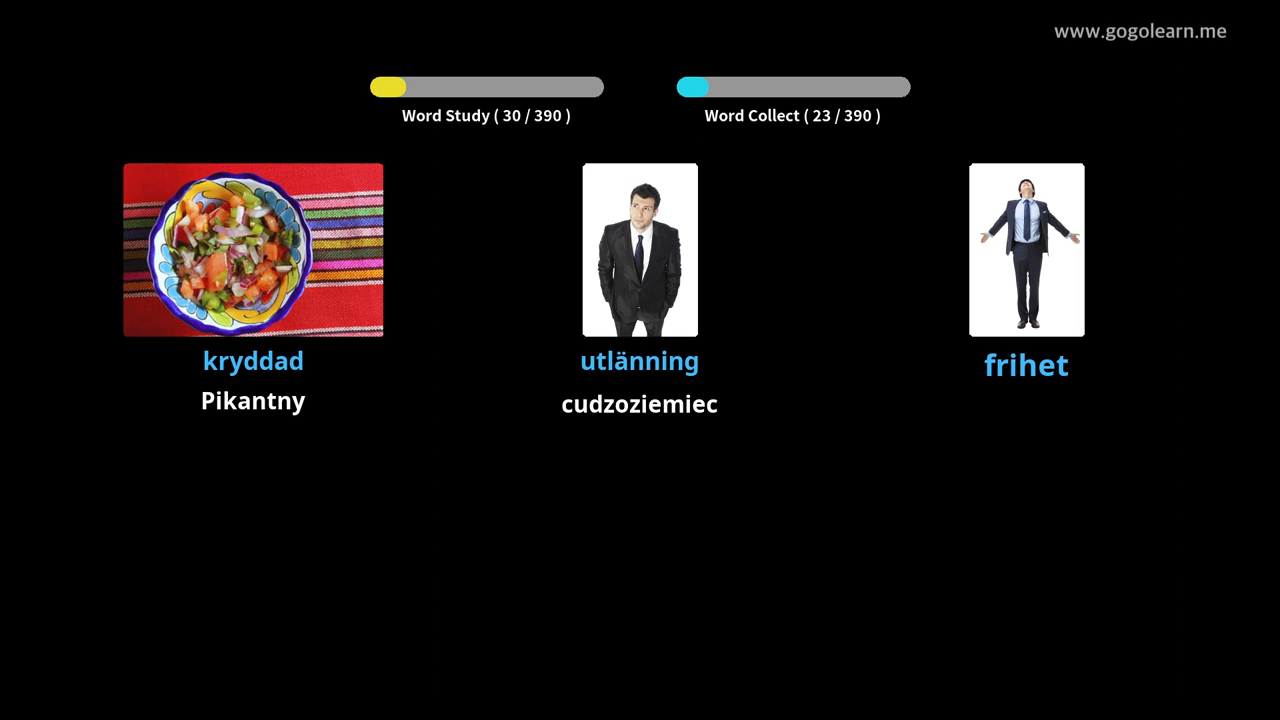 www.gogolearn.me
Word Study ( 30 / 390 )
Word Collect ( 23 / 390 )
kryddad
Pikantny
utlänning
cudzoziemiec
frihet